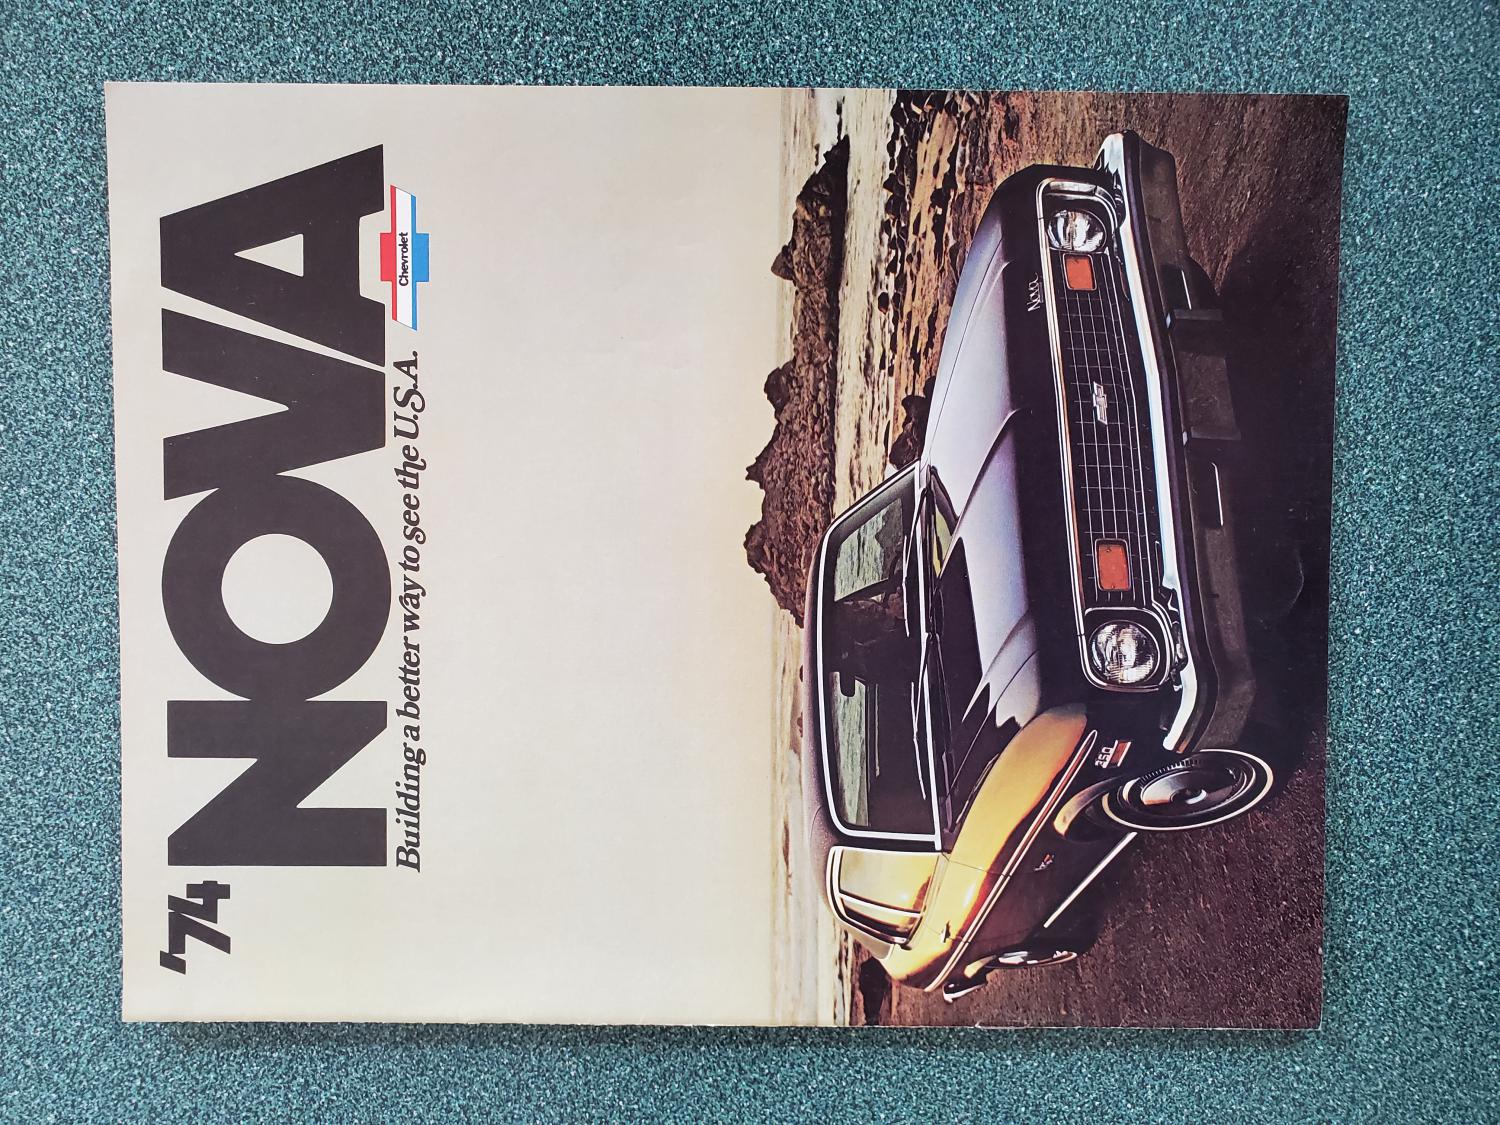 '74 NOVA
Building a better way to see the U.S.A.
Chevrolet
Nova
350